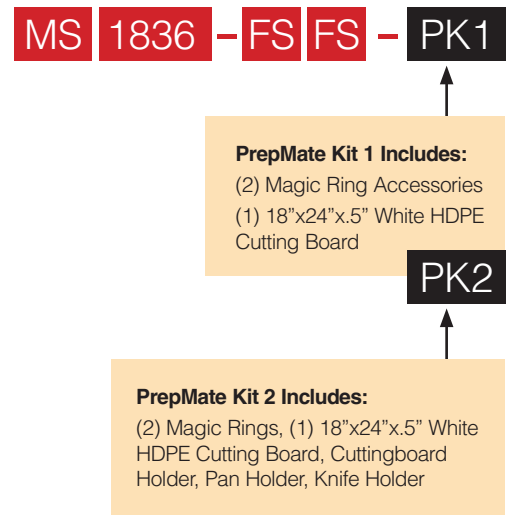 MS 1836 – FS FS – PK1
PrepMate Kit 1 Includes:
(2) Magic Ring Accessories
(1) 18”x24”x.5” White HDPE
Cutting Board
PK2
PrepMate Kit 2 Includes:
(2) Magic Rings, (1) 18”x24”x.5” White
HDPE Cutting Board, Cuttingboard
Holder, Pan Holder, Knife Holder